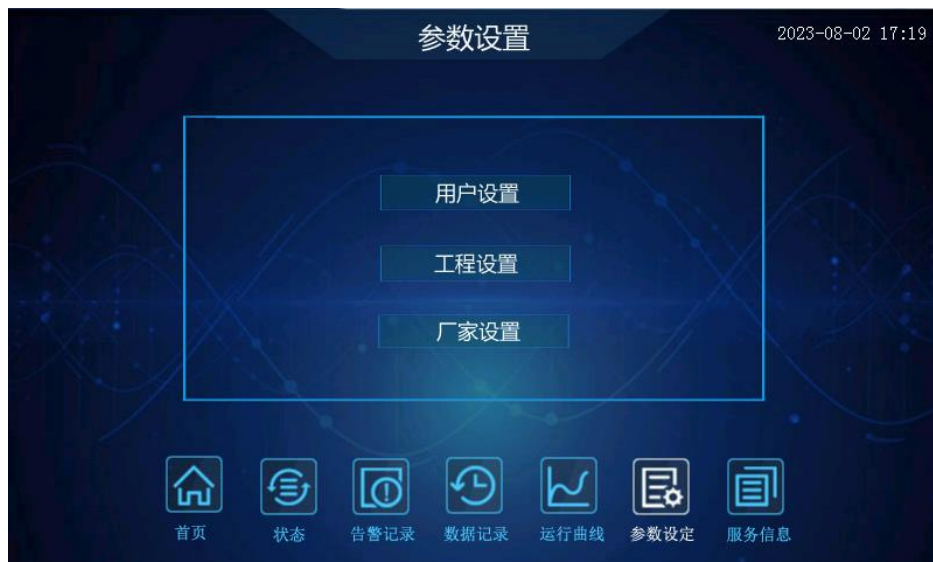 参数设置
2023-08-02 17:19
用户设置
工程设置
厂家设置
首页
状态
告警记录
数据记录
运行曲线
参数设定
服务信息